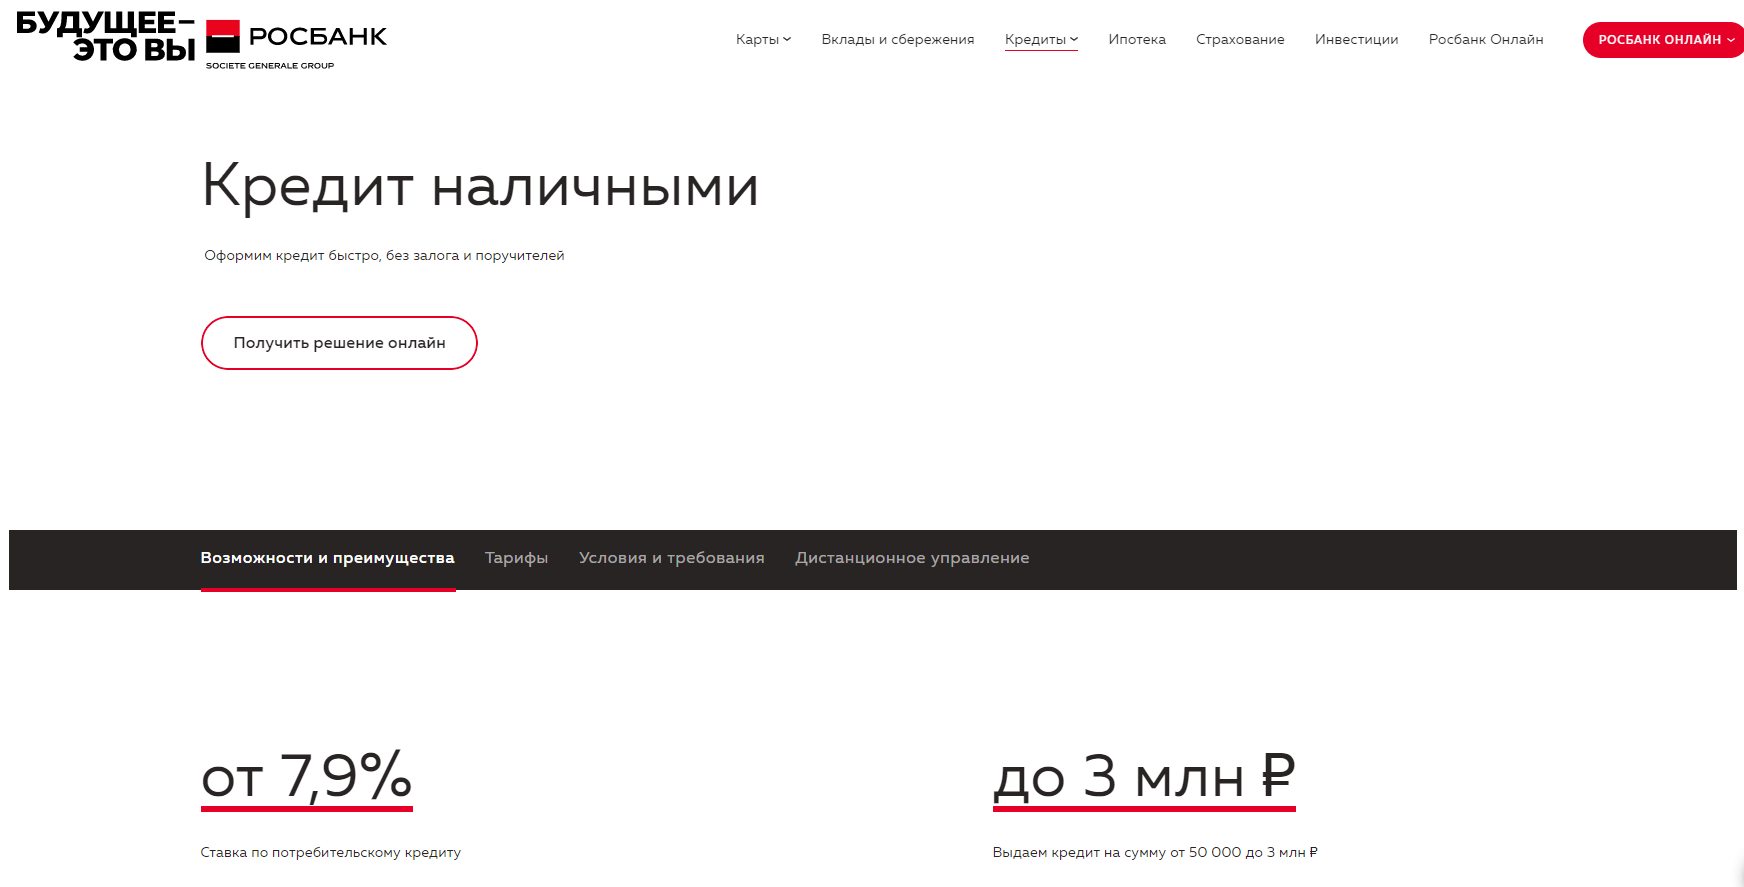 БУДУЩЕЕ–
ЭТО ВЫ
РОСБАНК
SOCIETE GENERALE GROUP
Карты Вклады и сбережения Кредиты Ипотека Страхование Инвестиции Росбанк Онлайн РОСБАНК ОНЛАЙН
Кредит наличными
Оформим кредит быстро, без залога и поручителей
Получить решение онлайн
Возможности и преимущества Тарифы Условия и требования Дистанционное управление
от 7,9% до 3 млн ₽
Ставка по потребительскому кредиту Выдаем кредит на сумму от 50 000 до 3 млн ₽